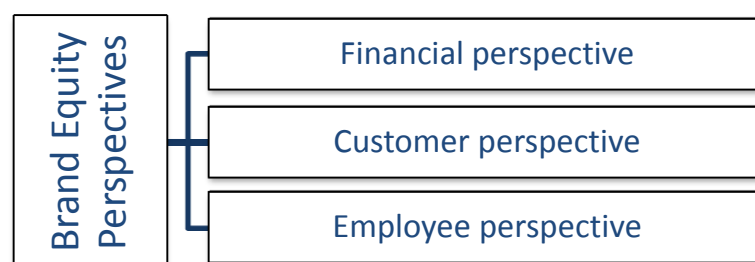 Brand Equity
Perspectives
Financial perspective
Customer perspective
Employee perspective